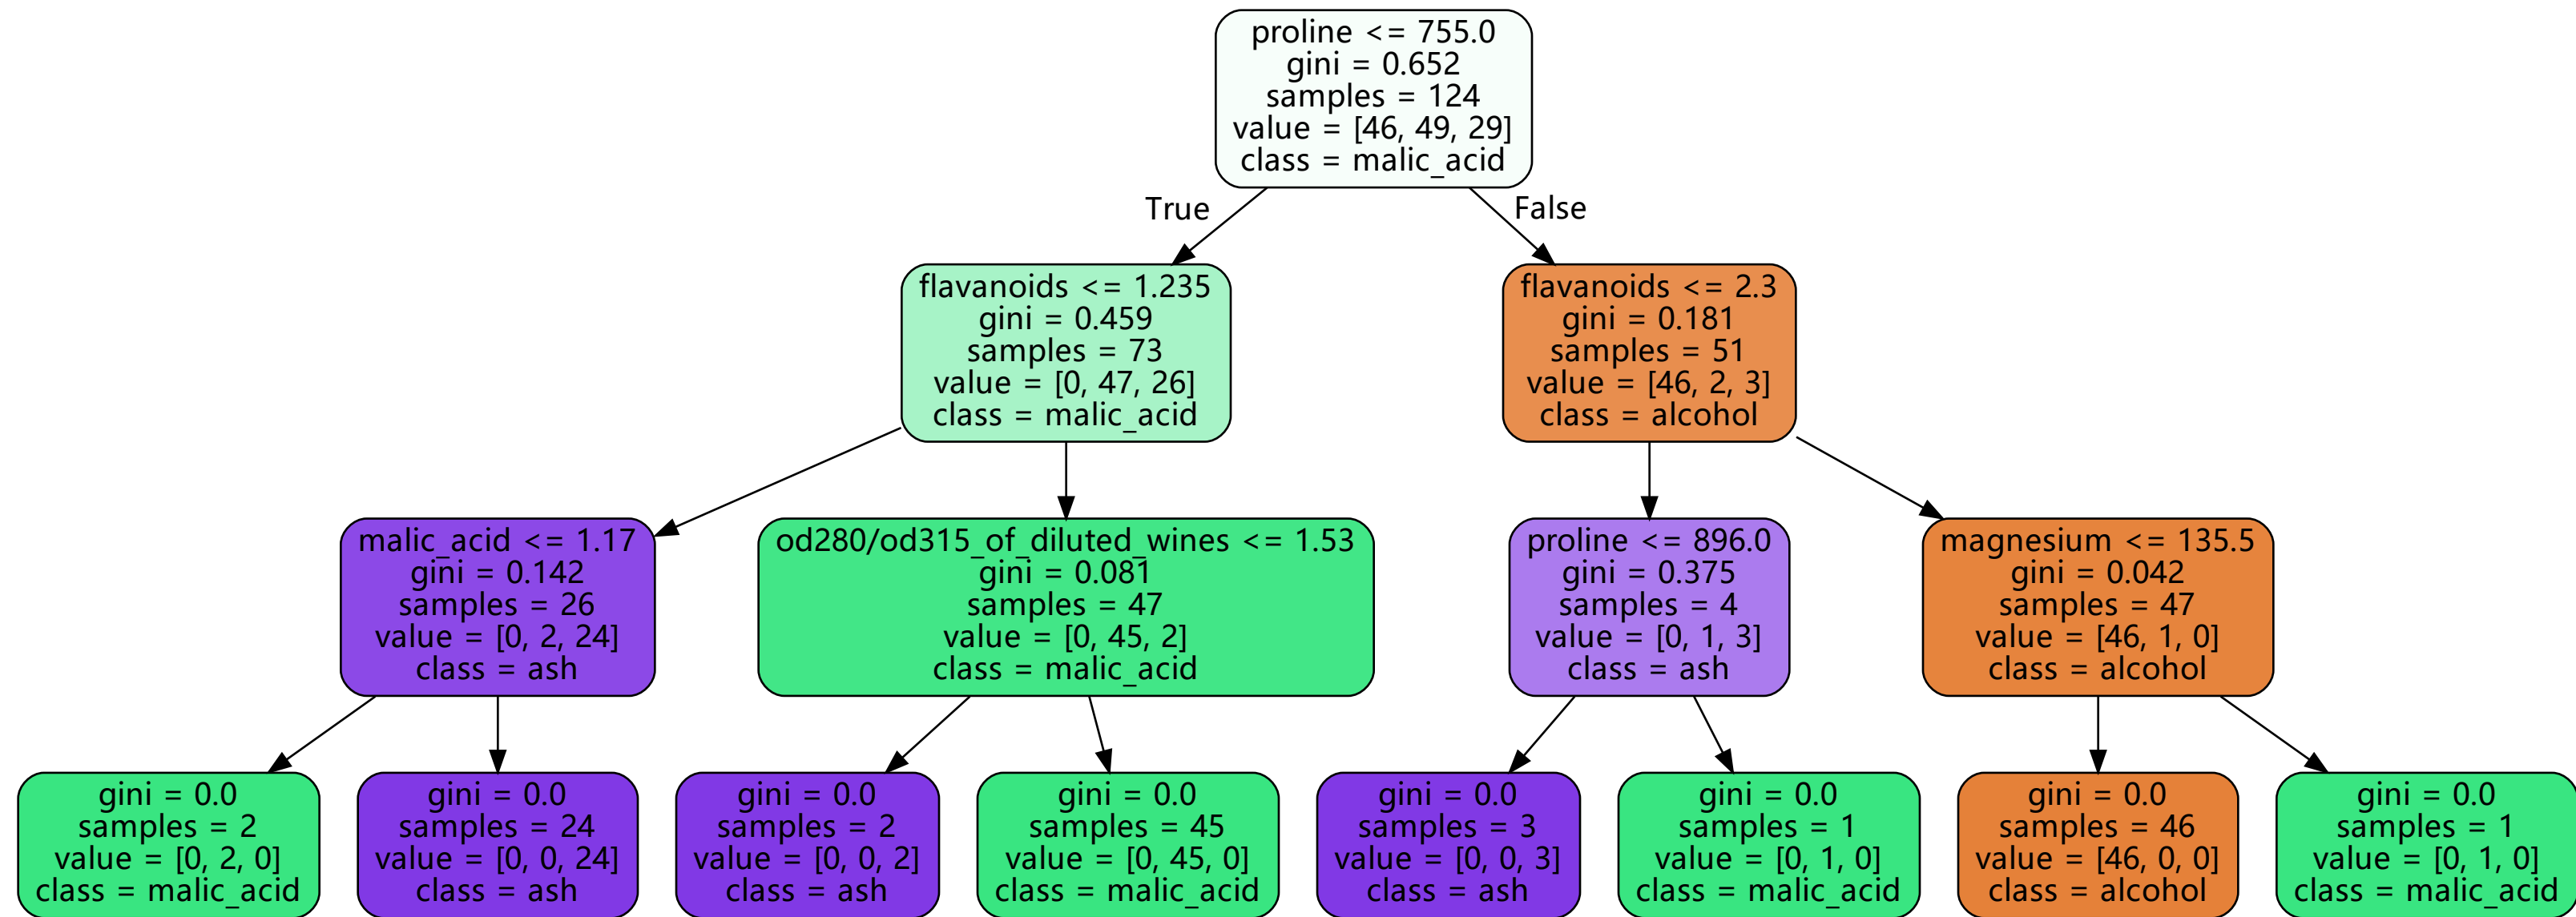 proline <= 755.0
gini = 0.652
samples = 124
value = [46, 49, 29]
class = malic_acid
True
False
flavanoids <= 1.235
gini = 0.459
samples = 73
value = [0, 47, 26]
class = malic_acid
flavanoids <= 2.3
gini = 0.181
samples = 51
value = [46, 2, 3]
class = alcohol
malic_acid <= 1.17
gini = 0.142
samples = 26
value = [0, 2, 24]
class = ash
od280/od315_of_diluted_wines <= 1.53
gini = 0.081
samples = 47
value = [0, 45, 2]
class = malic_acid
proline <= 896.0
gini = 0.375
samples = 4
value = [0, 1, 3]
class = ash
magnesium <= 135.5
gini = 0.042
samples = 47
value = [46, 1, 0]
class = alcohol
gini = 0.0
samples = 2
value = [0, 2, 0]
class = malic_acid
gini = 0.0
samples = 24
value = [0, 0, 24]
class = ash
gini = 0.0
samples = 2
value = [0, 0, 2]
class = ash
gini = 0.0
samples = 45
value = [0, 45, 0]
class = malic_acid
gini = 0.0
samples = 3
value = [0, 0, 3]
class = ash
gini = 0.0
samples = 1
value = [0, 1, 0]
class = malic_acid
gini = 0.0
samples = 46
value = [46, 0, 0]
class = alcohol
gini = 0.0
samples = 1
value = [0, 1, 0]
class = malic_acid